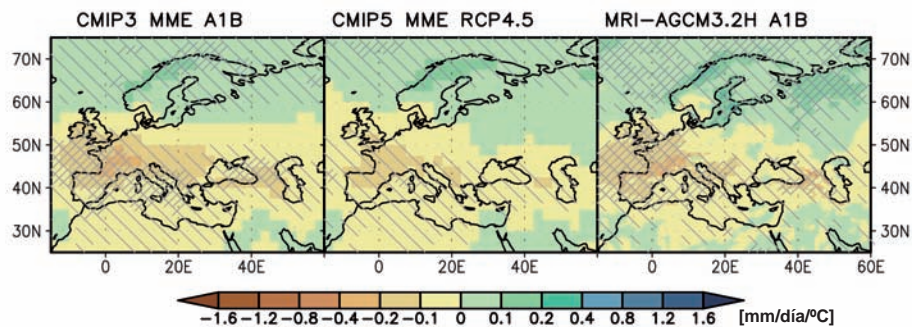 CMIP3 MME A1B CMIP5 MME RCP4.5 MRI-AGCM3.2H A1B
70N 70N
60N 60N
50N 50N
40N 40N
30N 30N
0 20E 40E 0 20E 40E 0 20E 40E 60E
-1.6 -1.2 -0.8 -0.4 -0.2 -0.1 0 0.1 0.2 0.4 0.8 1.2 1.6 [mm/día/ºC]